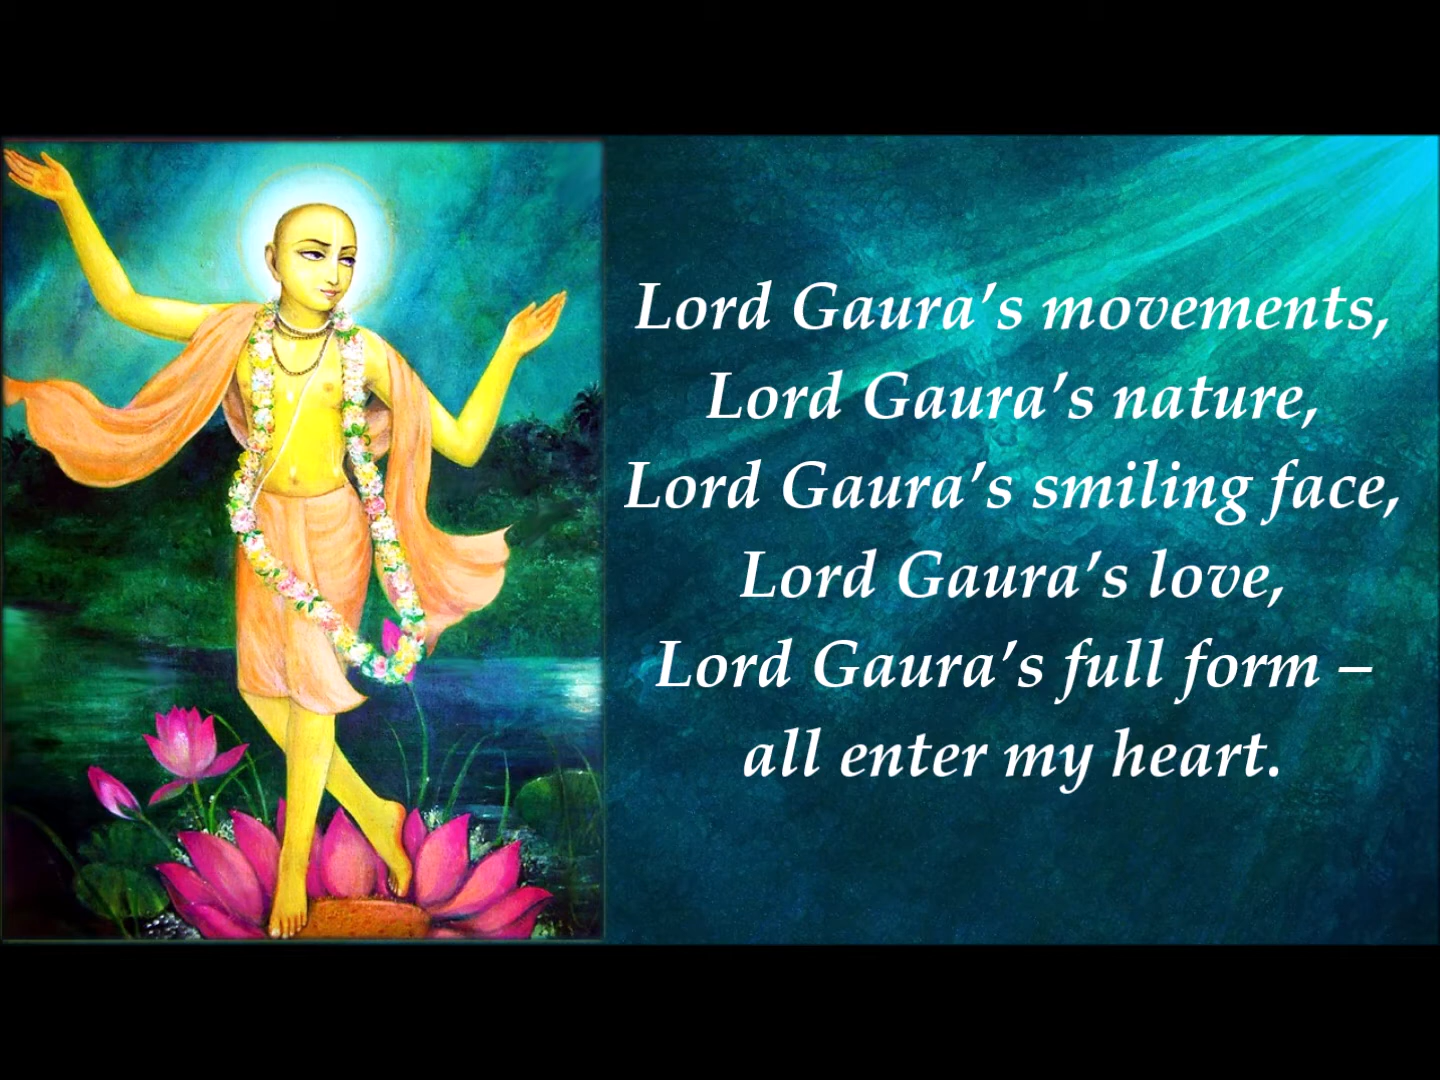 Lord Gaura’s movements,
Lord Gaura’s nature,
Lord Gaura’s smiling face,
Lord Gaura’s love,
Lord Gaura’s full form –
all enter my heart.